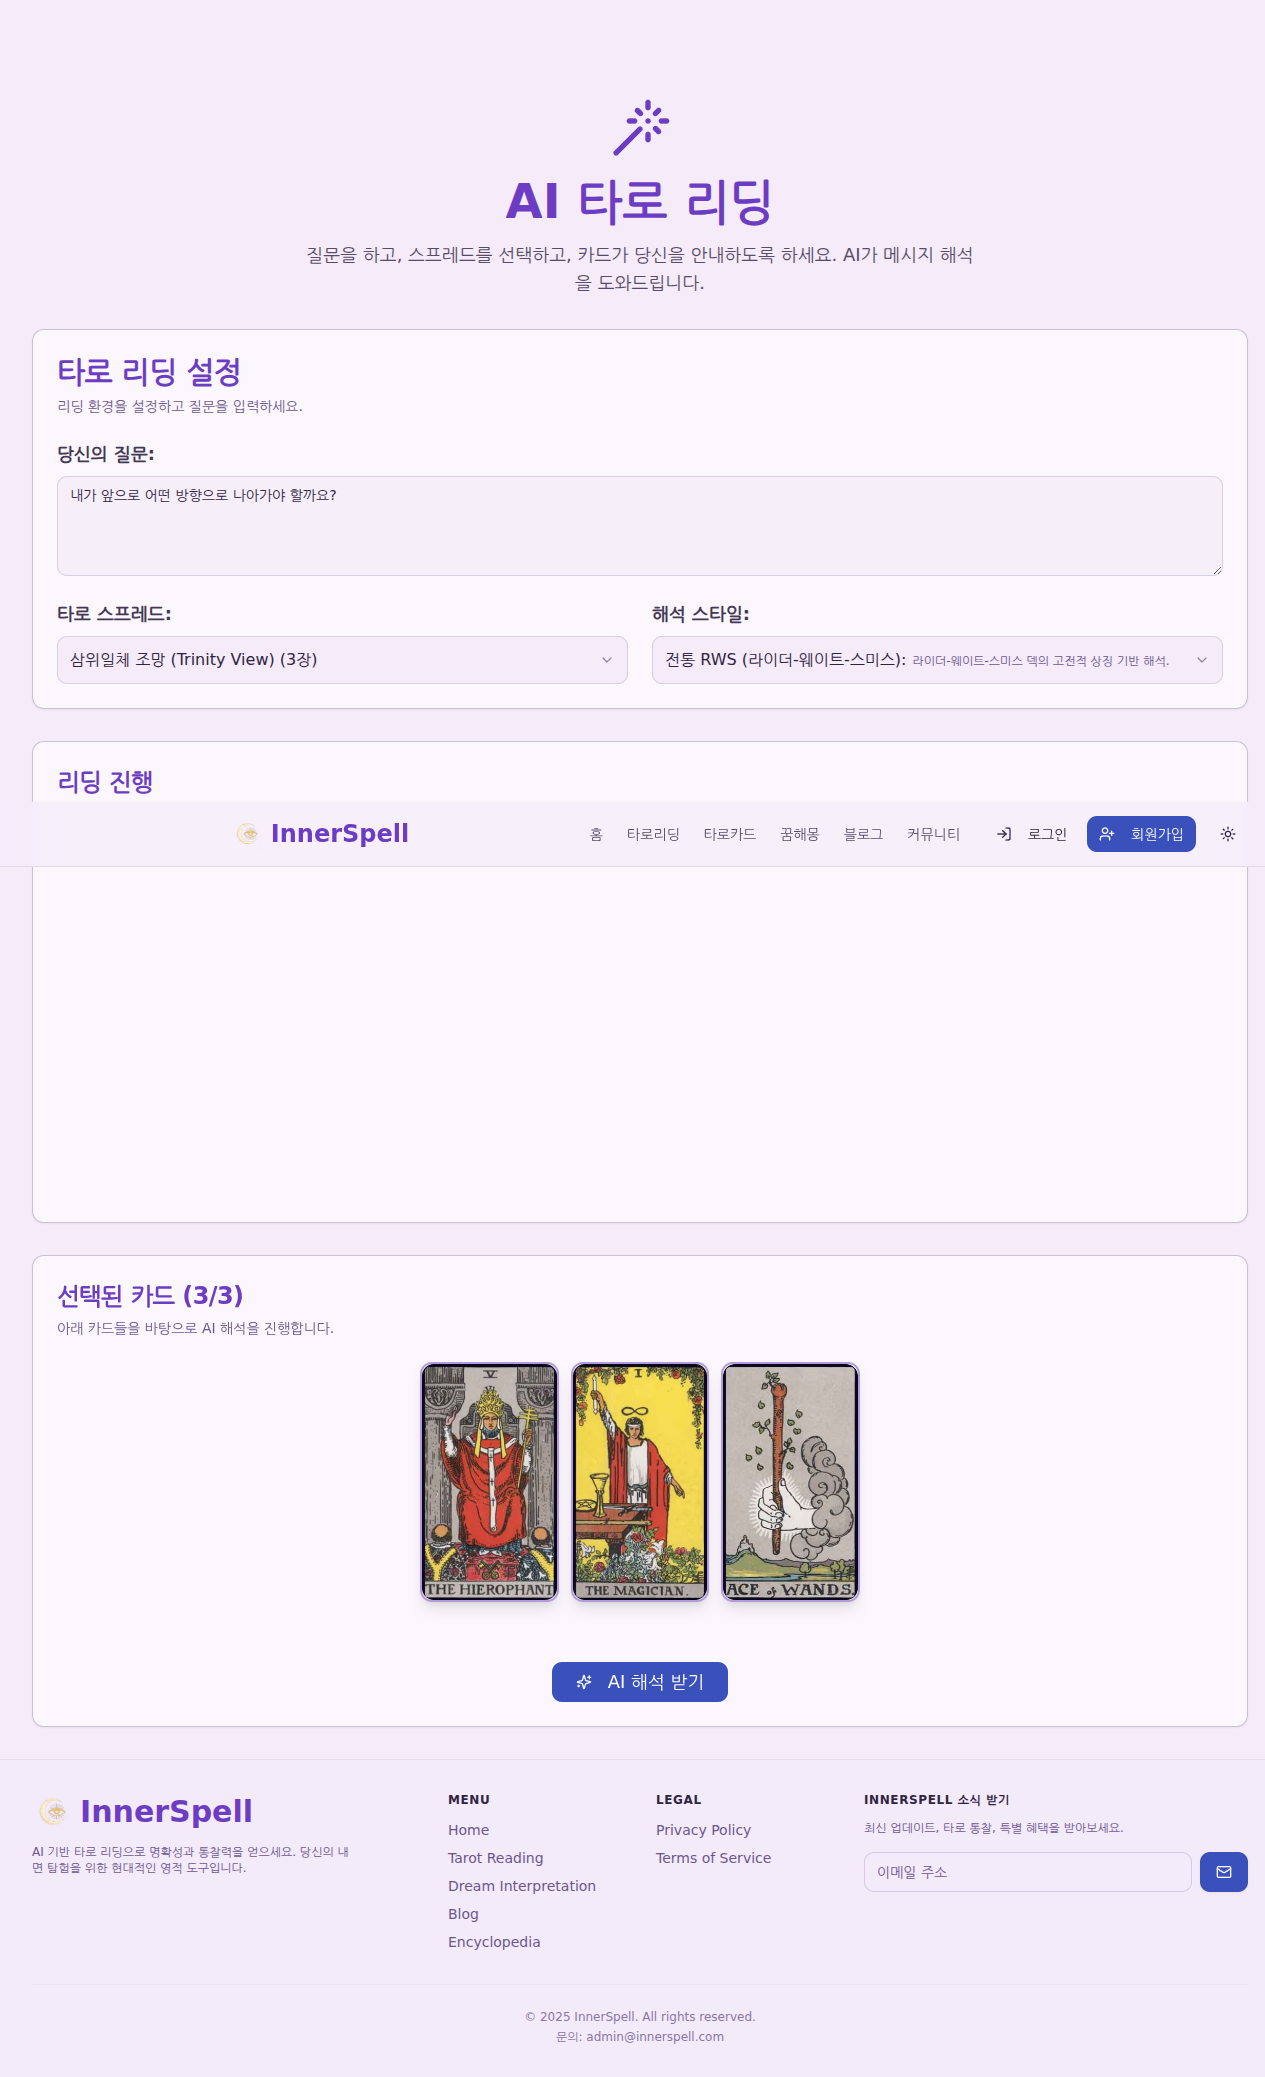 AI 타로 리딩
질문을 하고, 스프레드를 선택하고, 카드가 당신을 안내하도록 하세요. AI가 메시지 해석
을 도와드립니다.
타로 리딩 설정
리딩 환경을 설정하고 질문을 입력하세요.
당신의 질문:
내가 앞으로 어떤 방향으로 나아가야 할까요?
타로 스프레드:
삼위일체 조망 (Trinity View) (3장)
해석 스타일:
전통 RWS (라이더-웨이트-스미스): 라이더-웨이트-스미스 덱의 고전적 상징 기반 해석.
리딩 진행
InnerSpell 홈 타로리딩 타로카드 꿈해몽 블로그 커뮤니티 로그인 회원가입
선택된 카드 (3/3)
아래 카드들을 바탕으로 AI 해석을 진행합니다.
V
THE HIEROPHANT
I
THE MAGICIAN.
ACE of WANDS.
AI 해석 받기
InnerSpell
AI 기반 타로 리딩으로 명확성과 통찰력을 얻으세요. 당신의 내
면 탐험을 위한 현대적인 영적 도구입니다.
MENU
Home
Tarot Reading
Dream Interpretation
Blog
Encyclopedia
LEGAL
Privacy Policy
Terms of Service
INNERSPELL 소식 받기
최신 업데이트, 타로 통찰, 특별 혜택을 받아보세요.
이메일 주소
© 2025 InnerSpell. All rights reserved.
문의: admin@innerspell.com